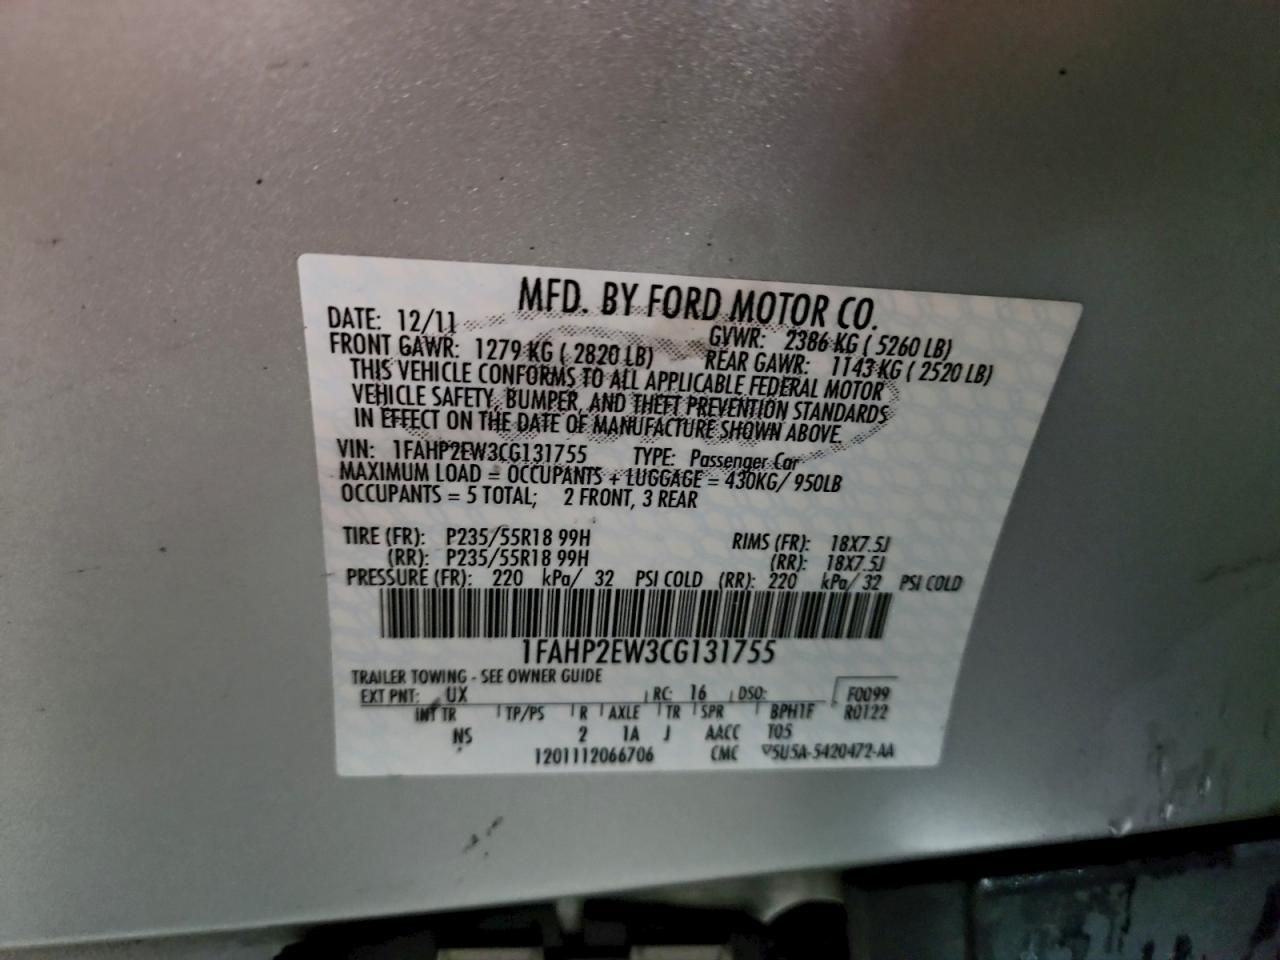 MFD. BY FORD MOTOR CO.
DATE: 12/11 GVWR: 2386 KG ( 5260 LB)
FRONT GAWR: 1279 KG ( 2820 LB) REAR GAWR: 1143 KG ( 2520 LB)
THIS VEHICLE CONFORMS TO ALL APPLICABLE FEDERAL MOTOR
VEHICLE SAFETY, BUMPER, AND THEFT PREVENTION STANDARDS
IN EFFECT ON THE DATE OF MANUFACTURE SHOWN ABOVE.
VIN: 1FAHP2EW3CG131755 TYPE: Passenger Car
MAXIMUM LOAD = OCCUPANTS + LUGGAGE = 430KG/ 950LB
OCCUPANTS = 5 TOTAL; 2 FRONT, 3 REAR
TIRE (FR): P235/55R18 99H RIMS (FR): 18X7.5J
(RR): P235/55R18 99H (RR): 18X7.5J
PRESSURE (FR): 220 kPa/ 32 PSI COLD (RR): 220 kPa/ 32 PSI COLD
1FAHP2EW3CG131755
TRAILER TOWING - SEE OWNER GUIDE
EXT PNT: UX RC: 16 DSO: F0099
INT TR TP/PS R AXLE TR SPR BPH1F R0122
NS 2 1A J AACC T05
1201112066706 CMC 5U5A-5420472-AA